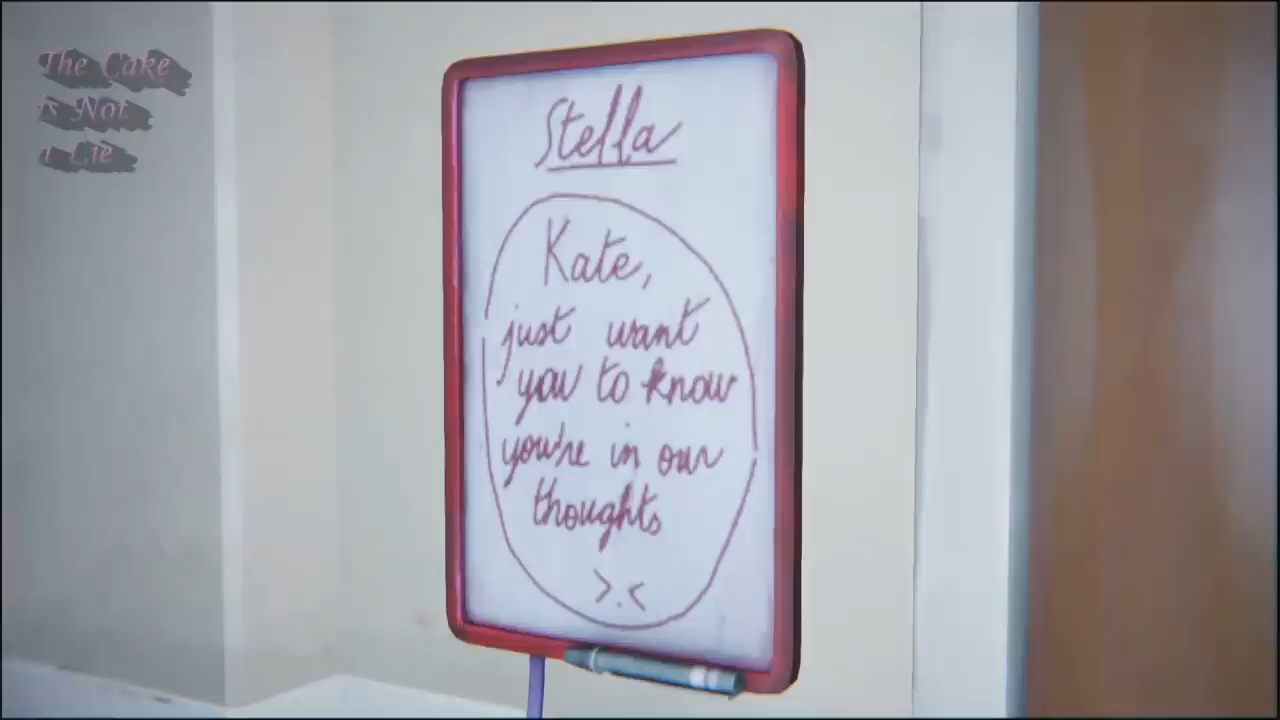 The Cake
is Not
a Lie
Stella
Kate,
just want
you to know
you're in our
thoughts
>.<